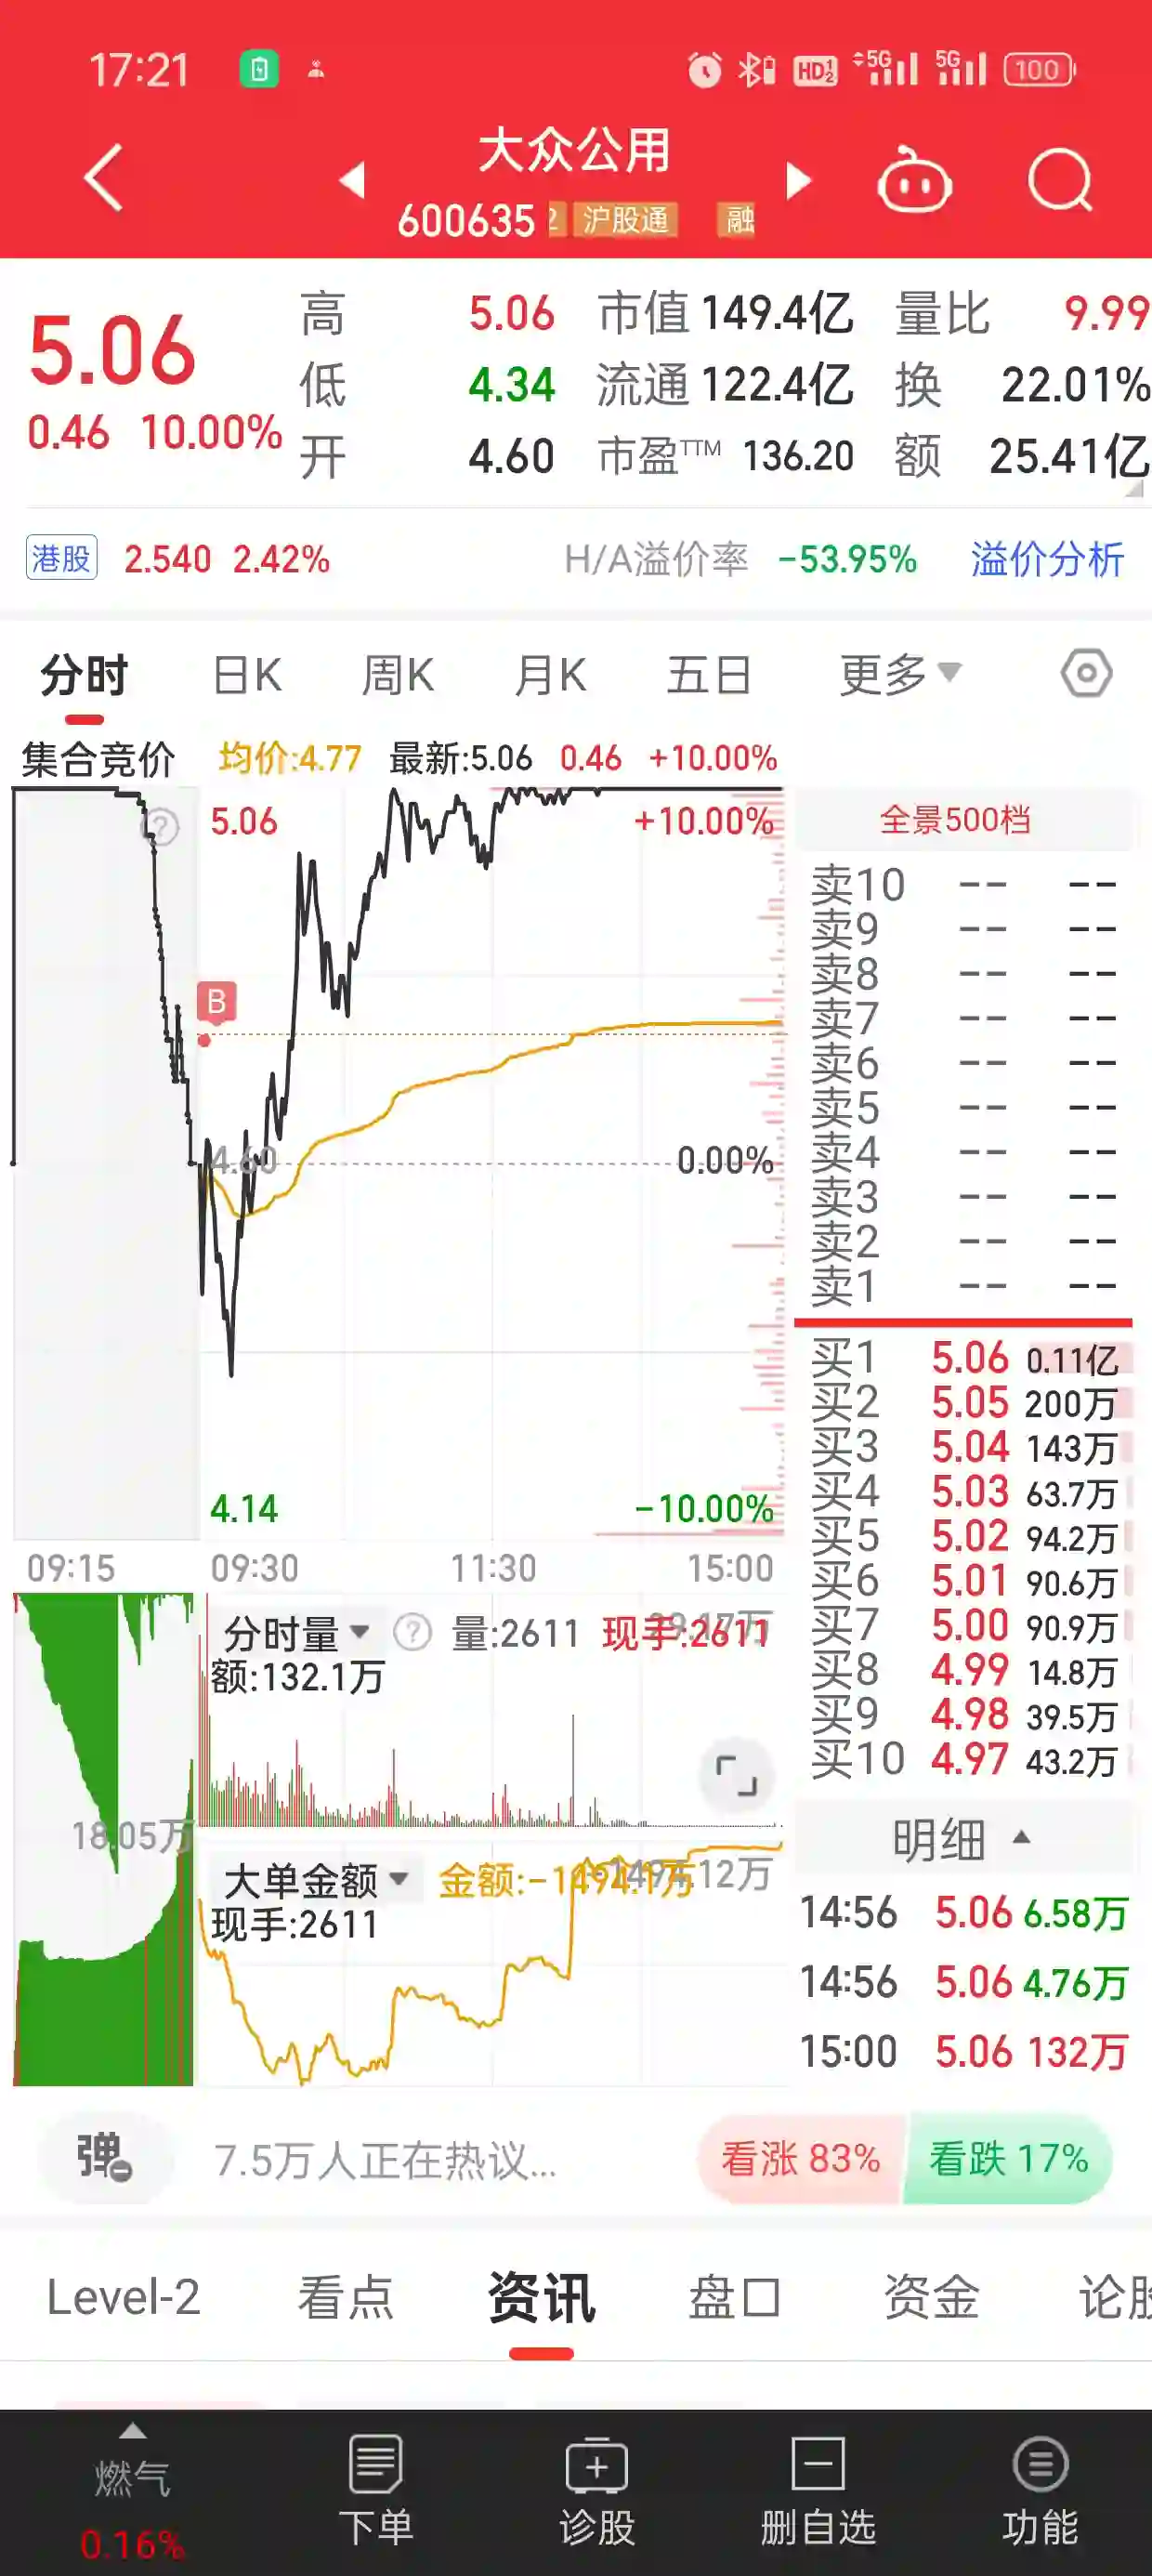 17:21 HD 5G 5G 100
大众公用
600635 沪股通 融
5.06
0.46 10.00%
高 5.06 市值 149.4亿 量比 9.99
低 4.34 流通 122.4亿 换 22.01%
开 4.60 市盈TTM 136.20 额 25.41亿
港股 2.540 2.42% H/A溢价率 -53.95% 溢价分析
分时 日K 周K 月K 五日 更多
集合竞价 均价:4.77 最新:5.06 0.46 +10.00%
5.06 +10.00%
B
4.60 0.00%
4.14 -10.00%
09:15 09:30 11:30 15:00
分时量 ? 量:2611 现手:2611
额:132.1万
18.05万
大单金额 金额:-1494.1万
现手:2611
全景500档
卖10 -- --
卖9 -- --
卖8 -- --
卖7 -- --
卖6 -- --
卖5 -- --
卖4 -- --
卖3 -- --
卖2 -- --
卖1 -- --
买1 5.06 0.11亿
买2 5.05 200万
买3 5.04 143万
买4 5.03 63.7万
买5 5.02 94.2万
买6 5.01 90.6万
买7 5.00 90.9万
买8 4.99 14.8万
买9 4.98 39.5万
买10 4.97 43.2万
明细
14:56 5.06 6.58万
14:56 5.06 4.76万
15:00 5.06 132万
弹 7.5万人正在热议... 看涨 83% 看跌 17%
Level-2 看点 资讯 盘口 资金 论股
燃气 下单 诊股 删自选 功能
0.16%